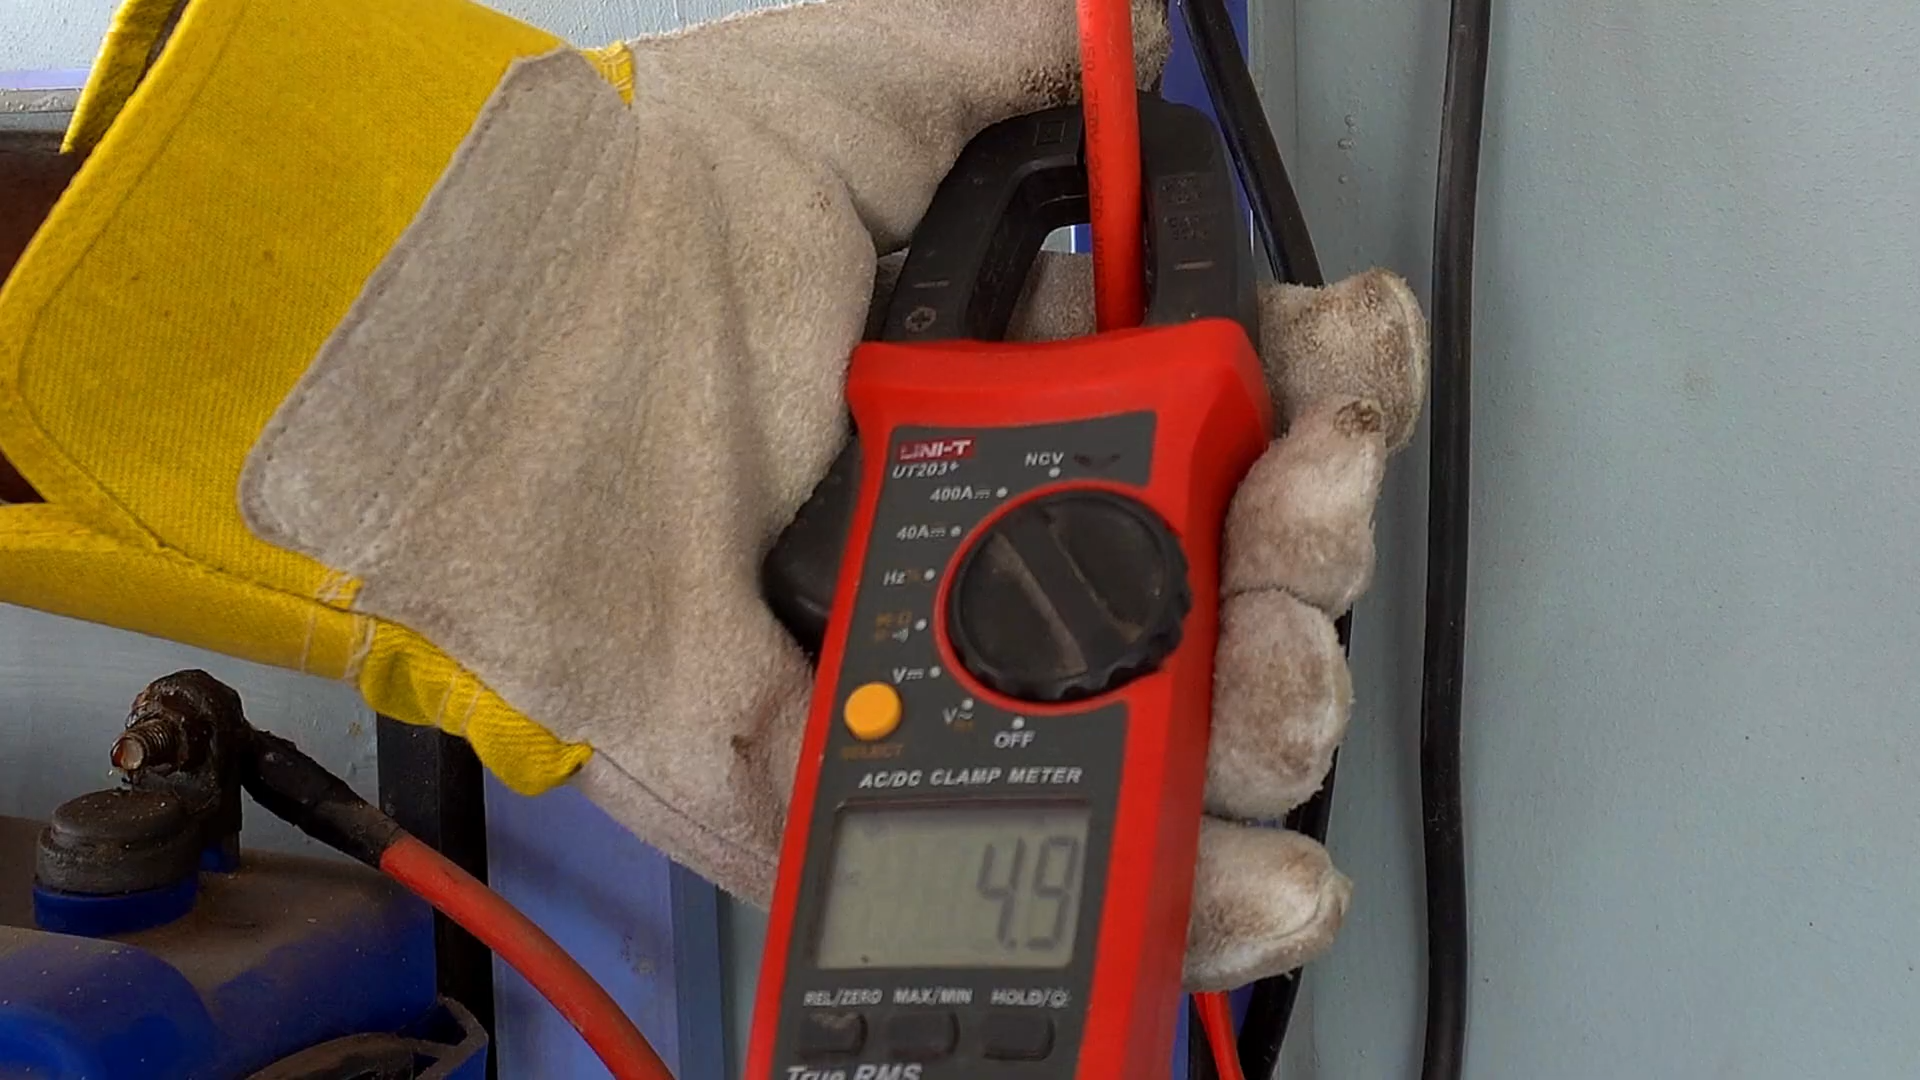 UNI-T
UT203+
NCV
400A
40A
Hz
V
V
OFF
SELECT
AC/DC CLAMP METER
4.9
REL/ZERO MAX/MIN HOLD/
True RMS